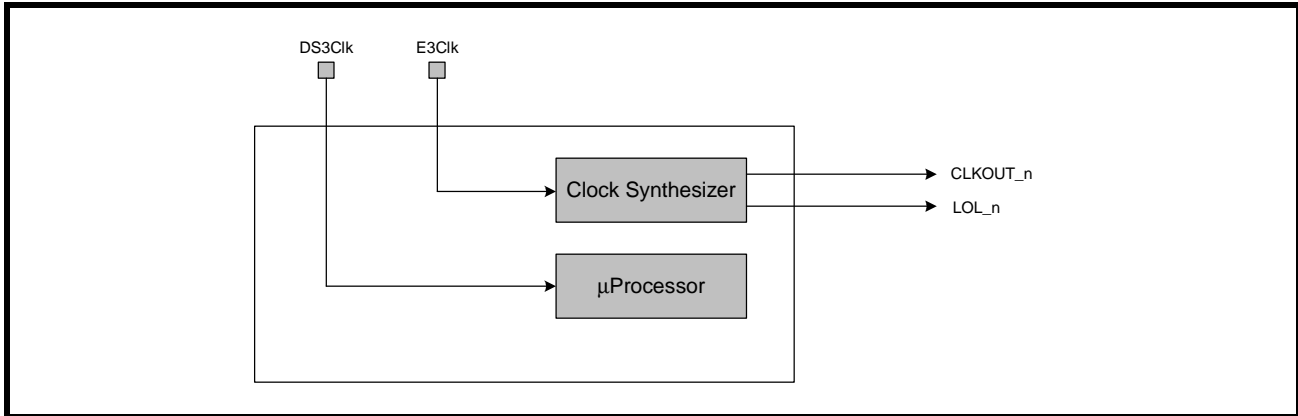 DS3Clk
E3Clk
Clock Synthesizer
CLKOUT_n
LOL_n
μProcessor